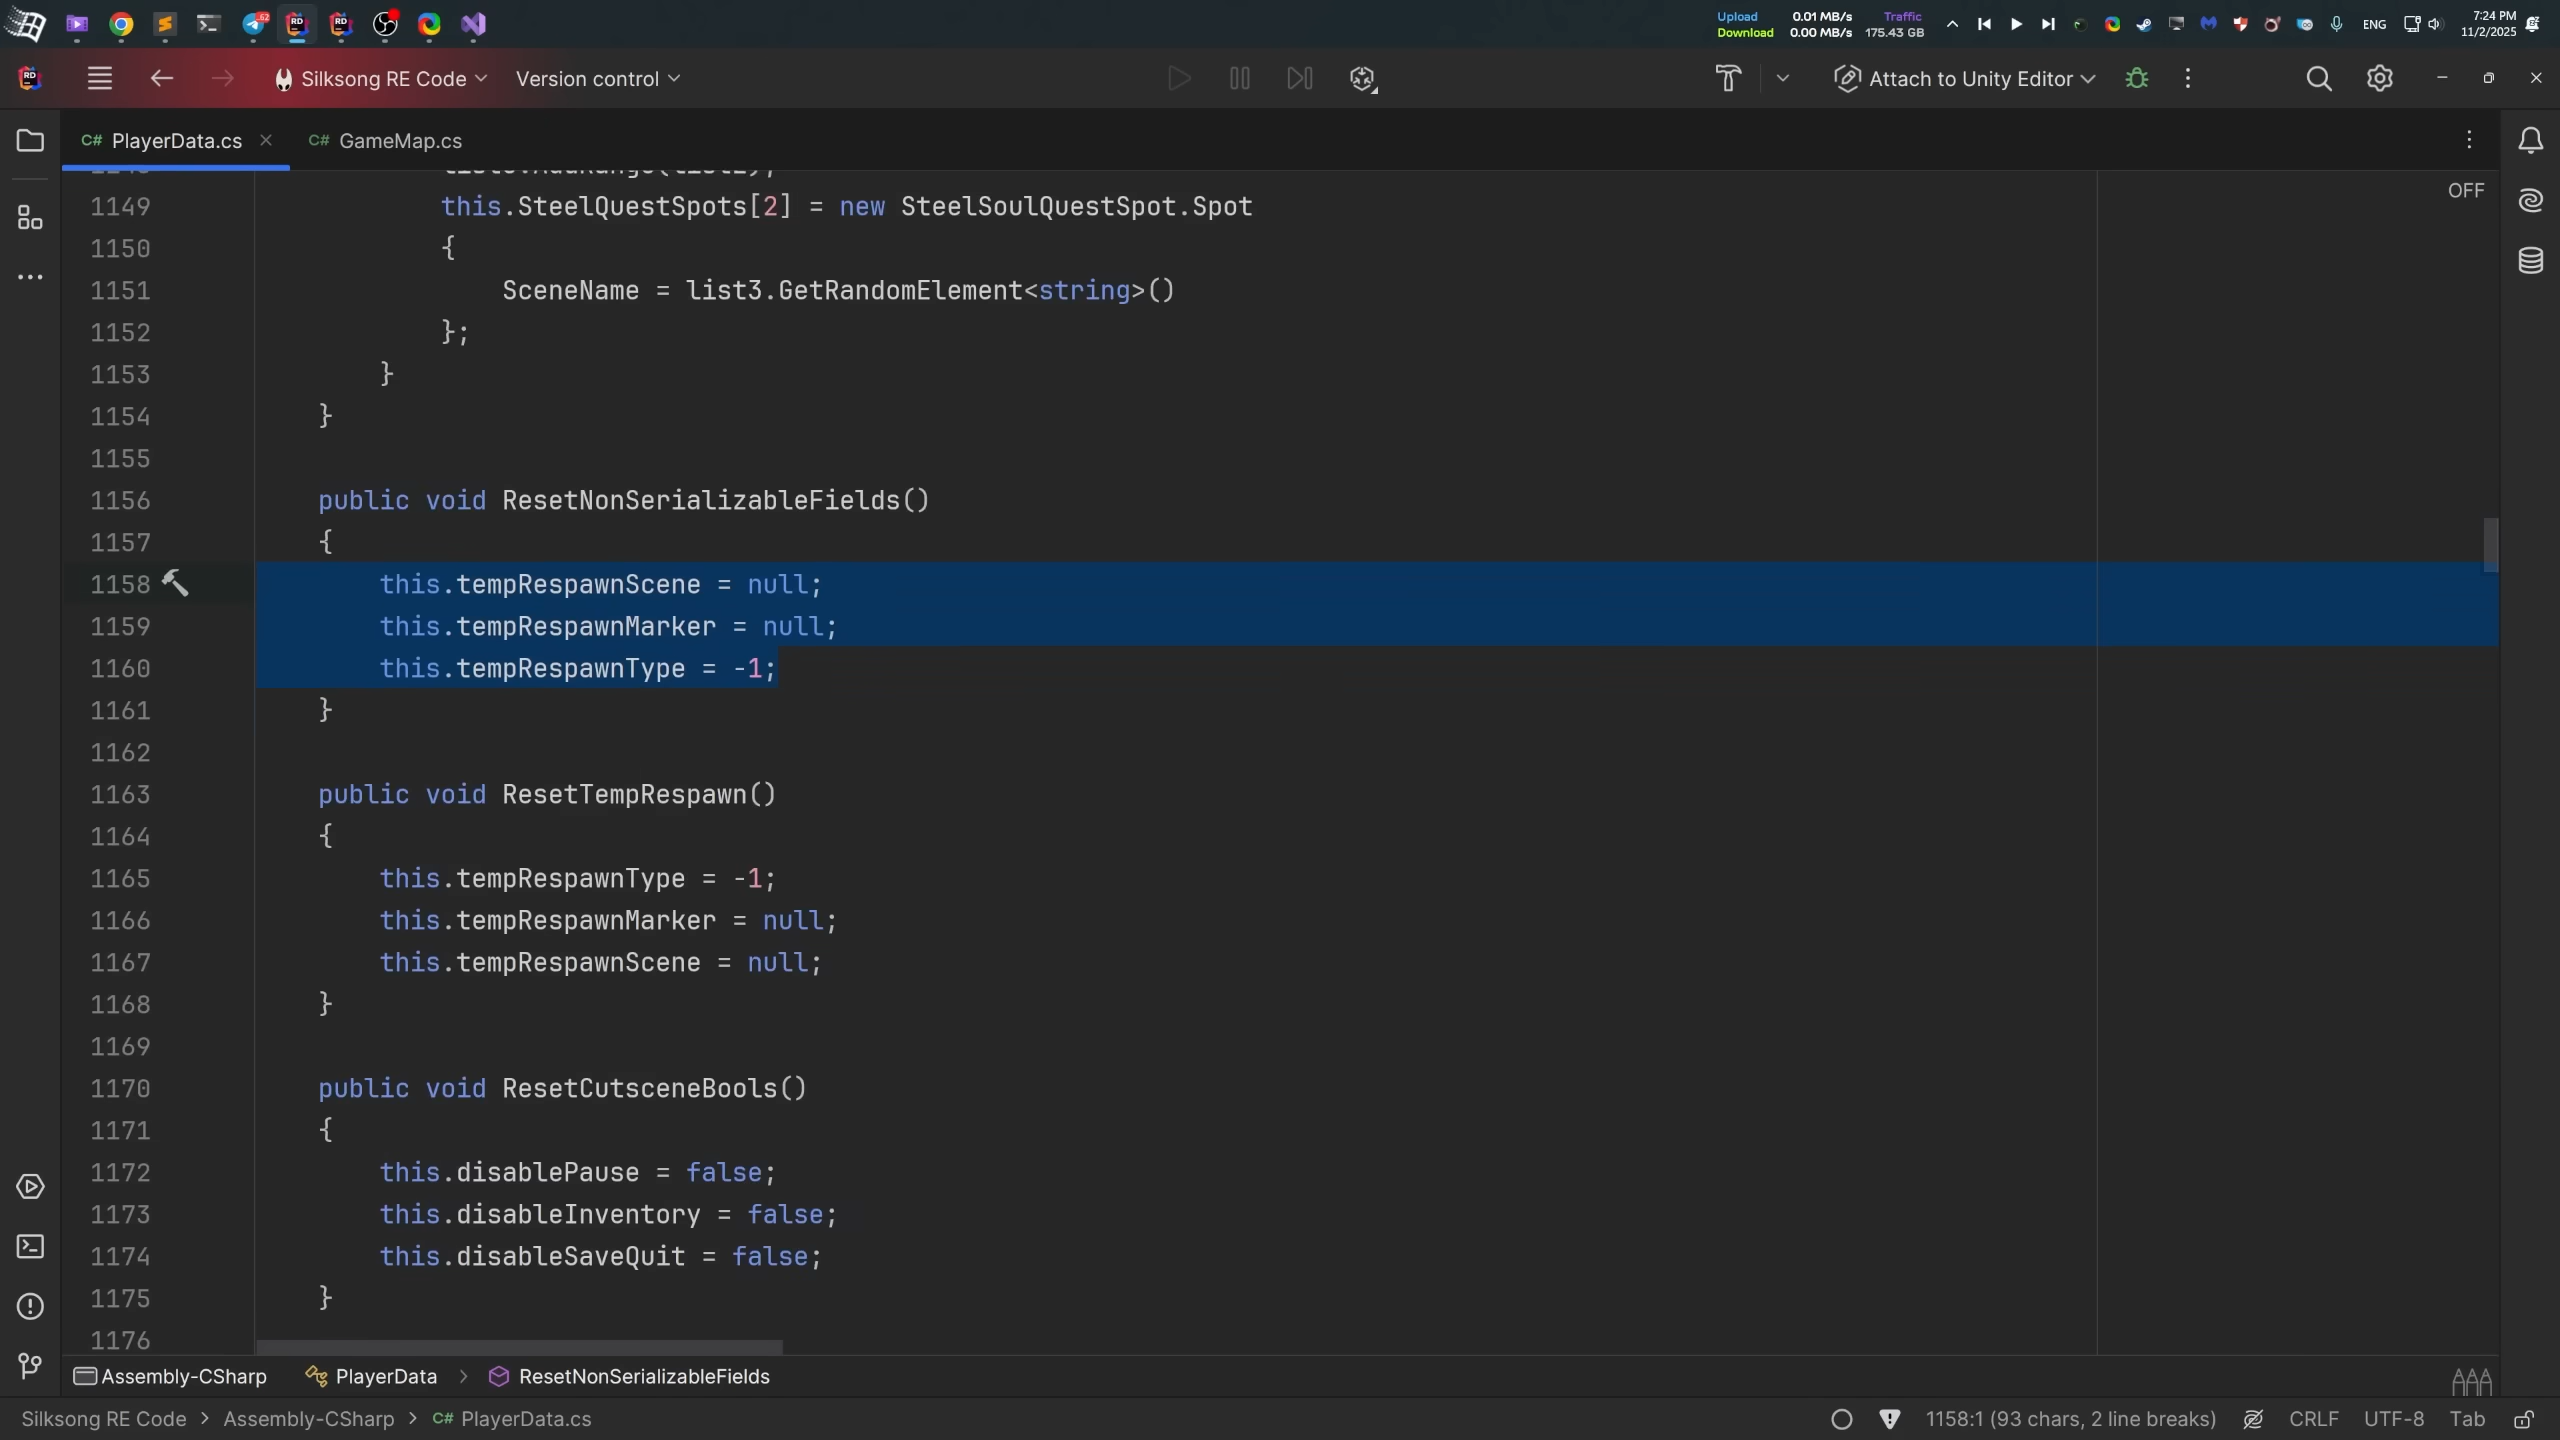 62
Upload 0.01 MB/s Traffic
Download 0.00 MB/s 175.43 GB
ENG
7:24 PM
11/2/2025
RD
Silksong RE Code
Version control
Attach to Unity Editor
C# PlayerData.cs
C# GameMap.cs
OFF
1149 this.SteelQuestSpots[2] = new SteelSoulQuestSpot.Spot
1150 {
1151 SceneName = list3.GetRandomElement<string>()
1152 };
1153 }
1154 }
1155
1156 public void ResetNonSerializableFields()
1157 {
1158 this.tempRespawnScene = null;
1159 this.tempRespawnMarker = null;
1160 this.tempRespawnType = -1;
1161 }
1162
1163 public void ResetTempRespawn()
1164 {
1165 this.tempRespawnType = -1;
1166 this.tempRespawnMarker = null;
1167 this.tempRespawnScene = null;
1168 }
1169
1170 public void ResetCutsceneBools()
1171 {
1172 this.disablePause = false;
1173 this.disableInventory = false;
1174 this.disableSaveQuit = false;
1175 }
1176
Assembly-CSharp PlayerData > ResetNonSerializableFields
Silksong RE Code > Assembly-CSharp > C# PlayerData.cs
1158:1 (93 chars, 2 line breaks) CRLF UTF-8 Tab